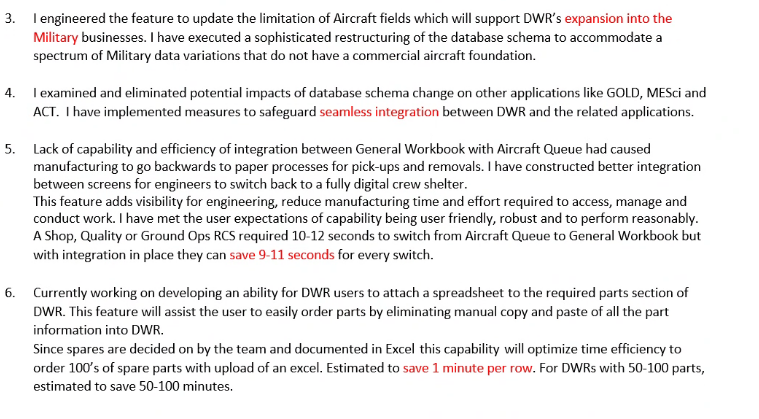 3. I engineered the feature to update the limitation of Aircraft fields which will support DWR's expansion into the
Military businesses. I have executed a sophisticated restructuring of the database schema to accommodate a
spectrum of Military data variations that do not have a commercial aircraft foundation.
4. I examined and eliminated potential impacts of database schema change on other applications like GOLD, MESci and
ACT. I have implemented measures to safeguard seamless integration between DWR and the related applications.
5. Lack of capability and efficiency of integration between General Workbook with Aircraft Queue had caused
manufacturing to go backwards to paper processes for pick-ups and removals. I have constructed better integration
between screens for engineers to switch back to a fully digital crew shelter.
This feature adds visibility for engineering, reduce manufacturing time and effort required to access, manage and
conduct work. I have met the user expectations of capability being user friendly, robust and to perform reasonably.
A Shop, Quality or Ground Ops RCS required 10-12 seconds to switch from Aircraft Queue to General Workbook but
with integration in place they can save 9-11 seconds for every switch.
6. Currently working on developing an ability for DWR users to attach a spreadsheet to the required parts section of
DWR. This feature will assist the user to easily order parts by eliminating manual copy and paste of all the part
information into DWR.
Since spares are decided on by the team and documented in Excel this capability will optimize time efficiency to
order 100's of spare parts with upload of an excel. Estimated to save 1 minute per row. For DWRs with 50-100 parts,
estimated to save 50-100 minutes.